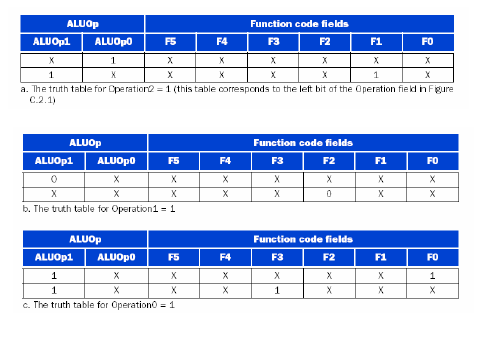 ALUOp Function code fields
ALUOp1 ALUOp0 F5 F4 F3 F2 F1 F0
X 1 X X X X X X
1 X X X X X 1 X
a. The truth table for Operation2 = 1 (this table corresponds to the left bit of the Operation field in Figure
C.2.1)
ALUOp Function code fields
ALUOp1 ALUOp0 F5 F4 F3 F2 F1 F0
0 X X X X X X X
X X X X X 0 X X
b. The truth table for Operation1 = 1
ALUOp Function code fields
ALUOp1 ALUOp0 F5 F4 F3 F2 F1 F0
1 X X X X X X 1
1 X X X 1 X X X
c. The truth table for Operation0 = 1